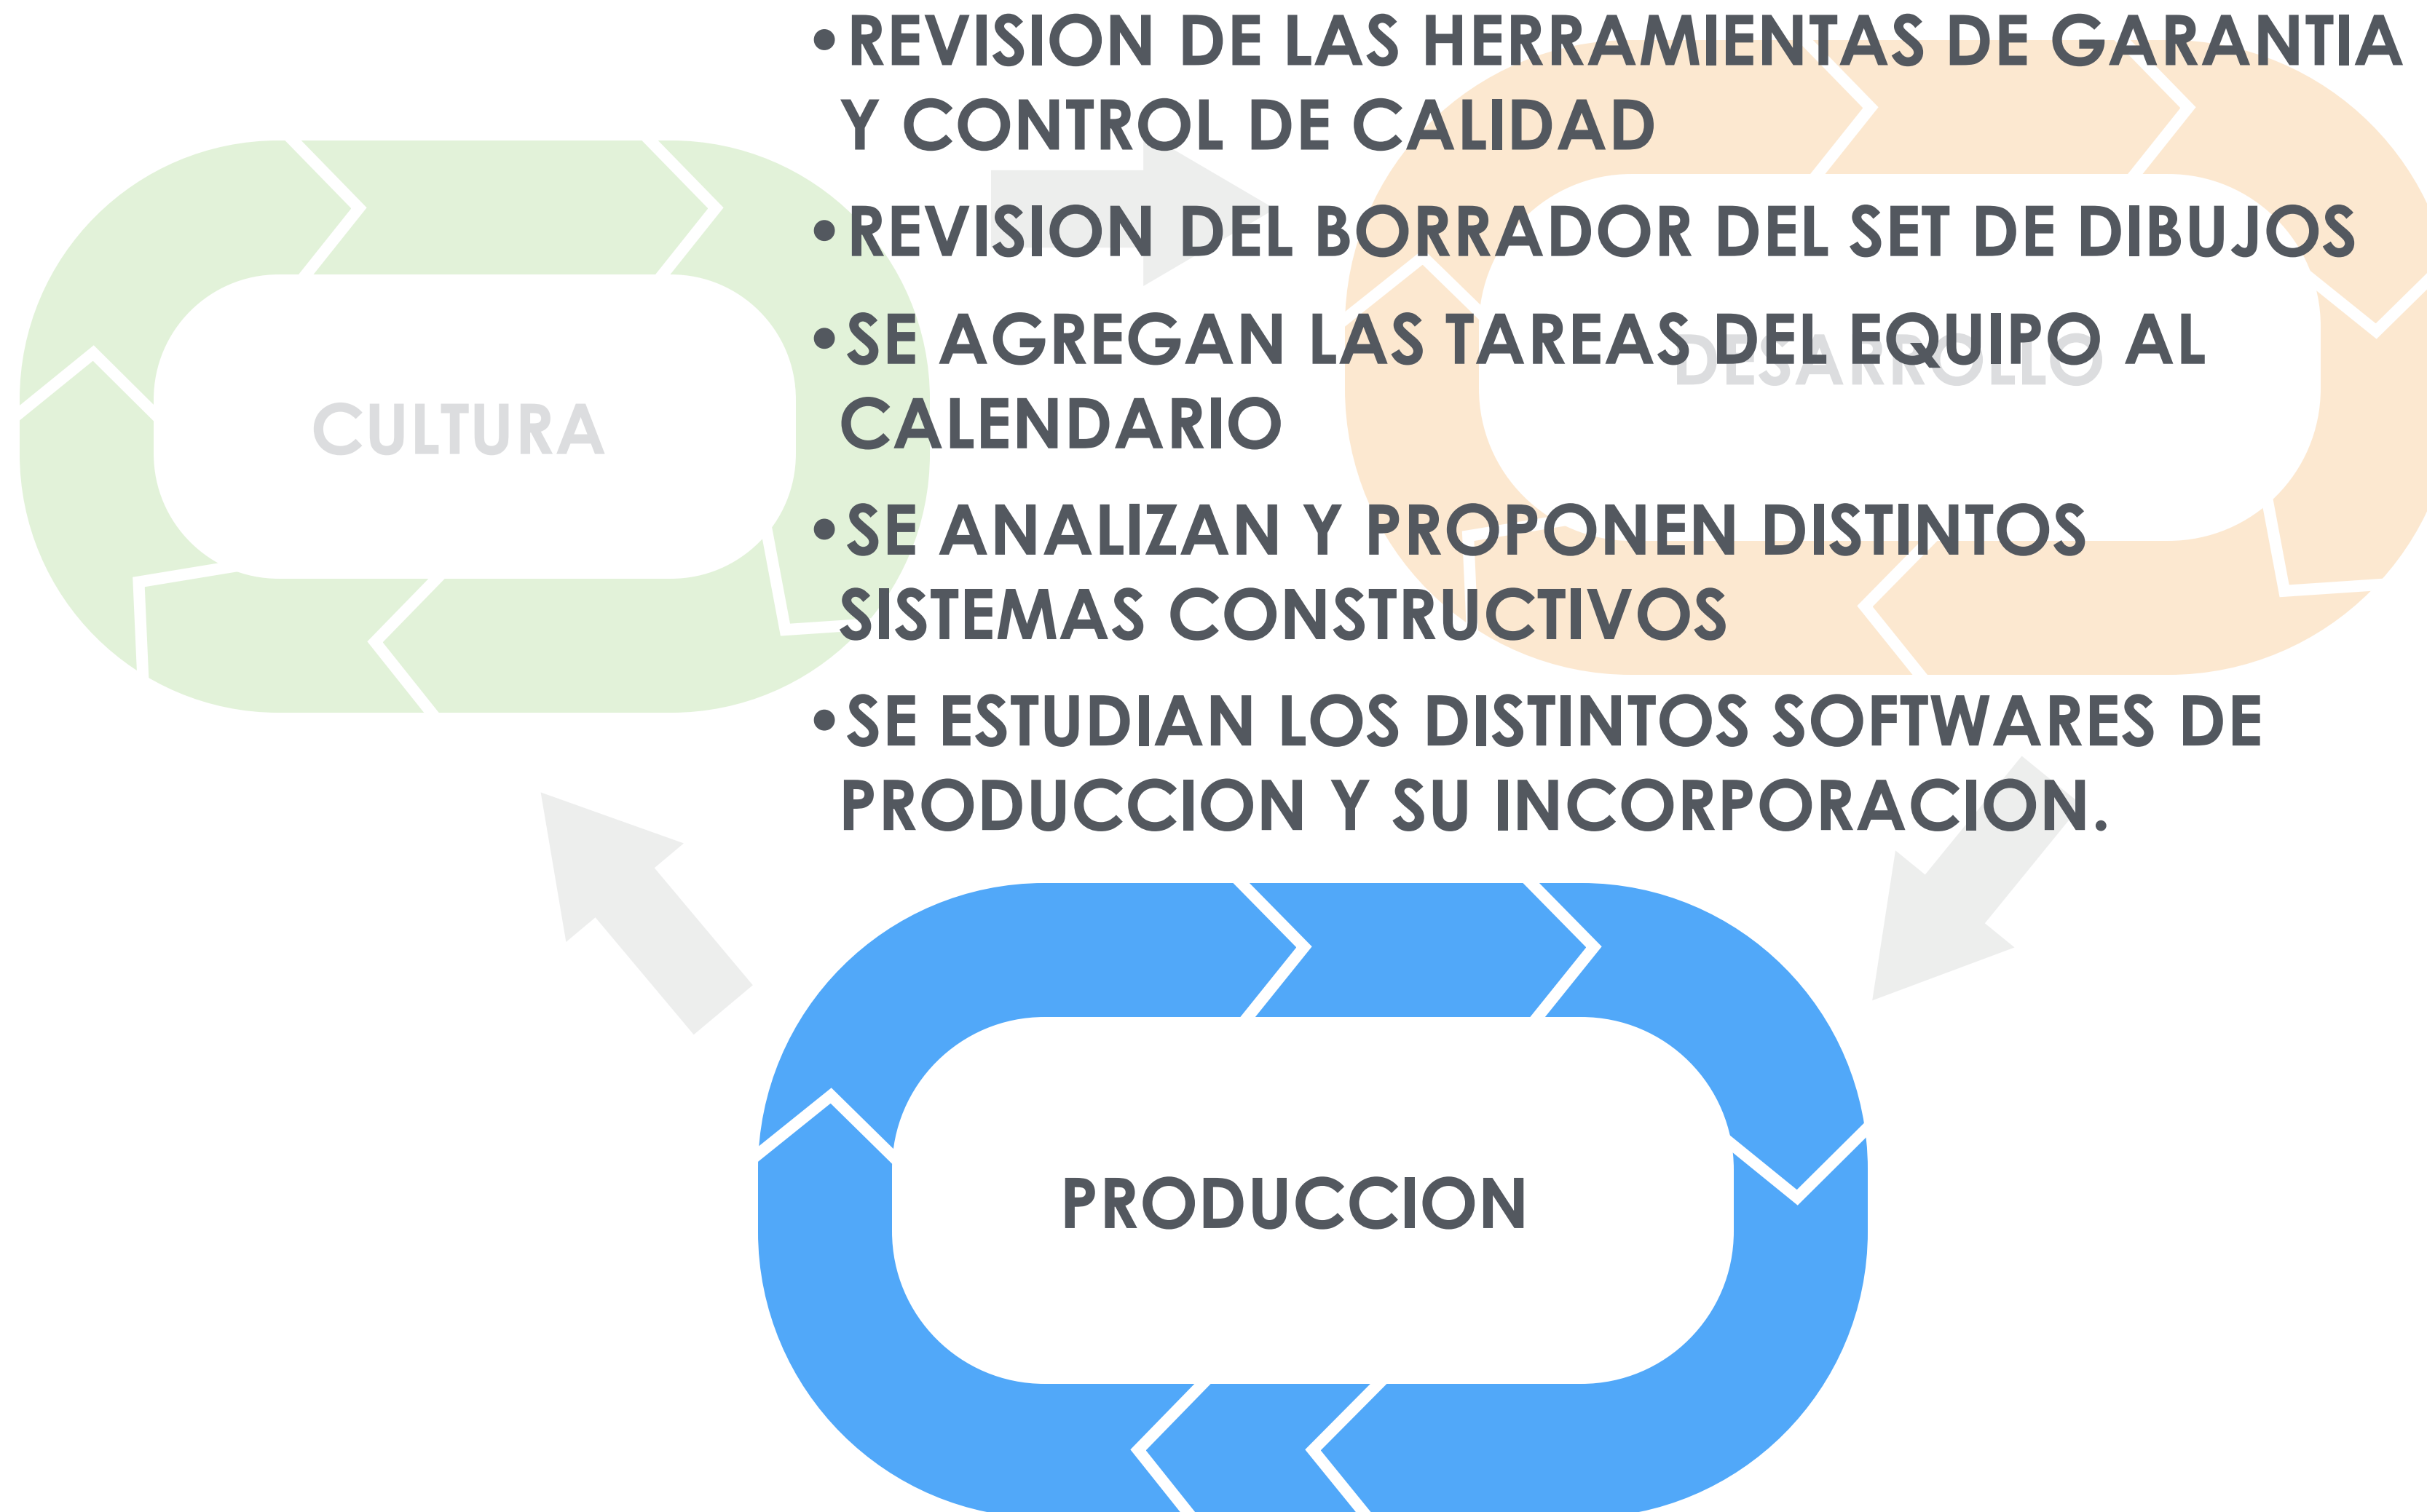 • REVISION DE LAS HERRAMIENTAS DE GARANTIA
Y CONTROL DE CALIDAD
• REVISION DEL BORRADOR DEL SET DE DIBUJOS
• SE AGREGAN LAS TAREAS DEL EQUIPO AL
CALENDARIO
• SE ANALIZAN Y PROPONEN DISTINTOS
SISTEMAS CONSTRUCTIVOS
• SE ESTUDIAN LOS DISTINTOS SOFTWARES DE
PRODUCCION Y SU INCORPORACION.
CULTURA
DESARROLLO
PRODUCCION